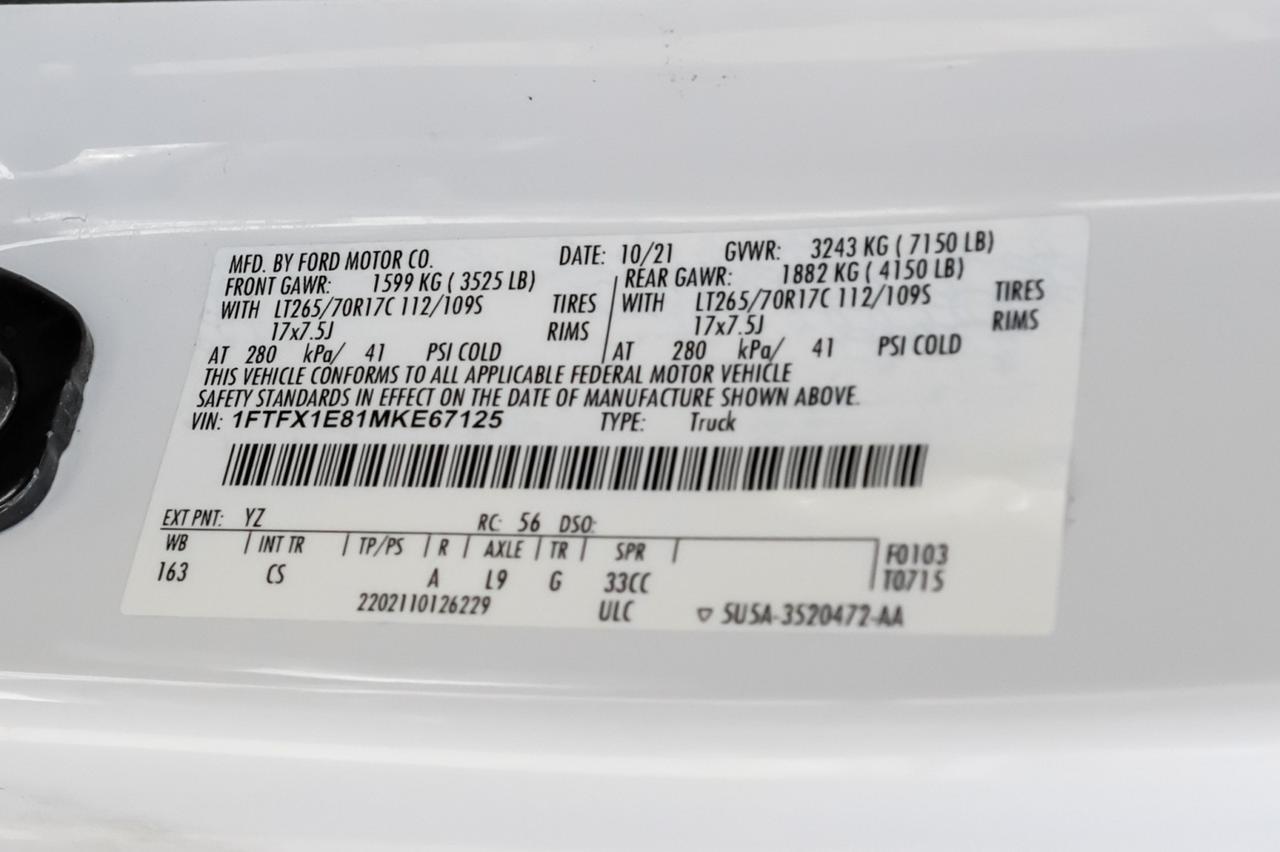 MFD. BY FORD MOTOR CO. DATE: 10/21 GVWR: 3243 KG ( 7150 LB)
FRONT GAWR: 1599 KG ( 3525 LB) REAR GAWR: 1882 KG ( 4150 LB)
WITH LT265/70R17C 112/109S TIRES WITH LT265/70R17C 112/109S TIRES
17x7.5J RIMS 17x7.5J RIMS
AT 280 kPa/ 41 PSI COLD AT 280 kPa/ 41 PSI COLD
THIS VEHICLE CONFORMS TO ALL APPLICABLE FEDERAL MOTOR VEHICLE
SAFETY STANDARDS IN EFFECT ON THE DATE OF MANUFACTURE SHOWN ABOVE.
VIN: 1FTFX1E81MKE67125 TYPE: Truck
EXT PNT: YZ RC: 56 DSO:
WB INT TR TP/PS R AXLE TR SPR F0103
163 CS A L9 G 33CC T0715
2202110126229 ULC ▽ 5U5A-3520472-AA